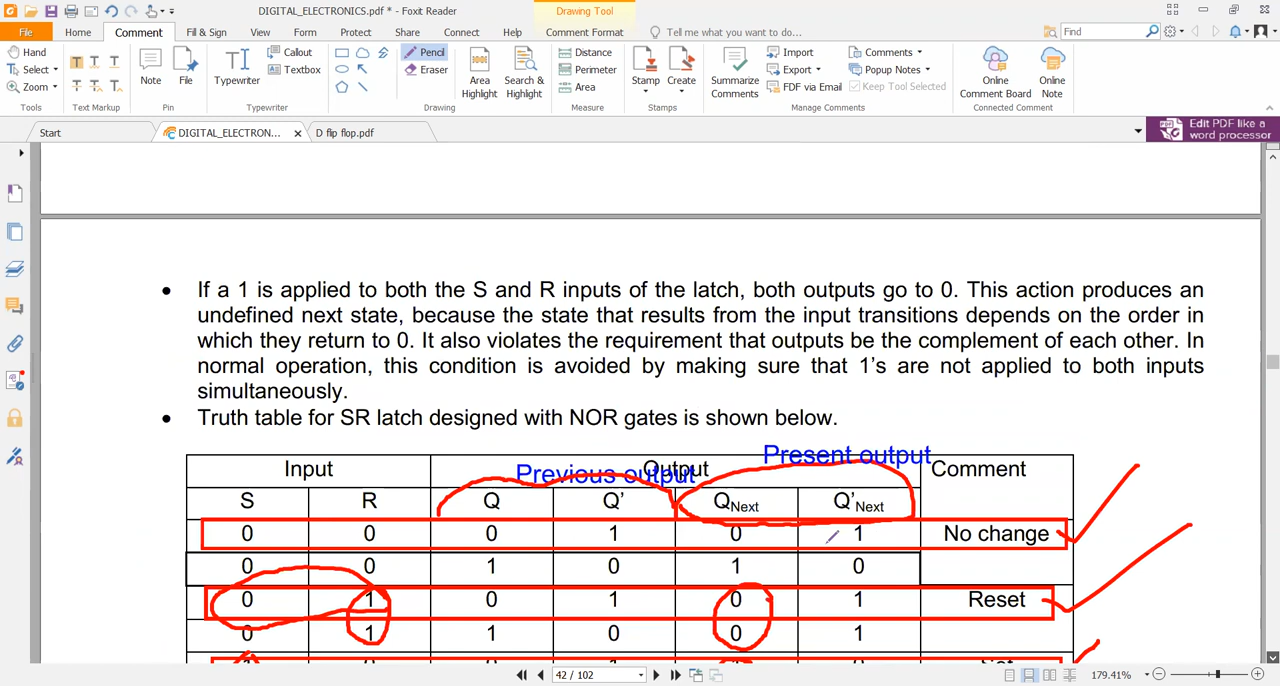 DIGITAL_ELECTRONICS.pdf * - Foxit Reader
Drawing Tool
File Home Comment Fill & Sign View Form Protect Share Connect Help Comment Format Tell me what you want to do... Find
Hand
Select
Zoom
Tools
Text Markup
Note
File
Pin
Typewriter
Callout
Textbox
Typewriter
Pencil
Eraser
Drawing
Area Highlight
Search & Highlight
Distance
Perimeter
Area
Measure
Stamp
Create
Stamps
Summarize Comments
Import
Export
FDF via Email
Comments
Popup Notes
Keep Tool Selected
Manage Comments
Online Comment Board
Online Note
Connected Comment
Start DIGITAL_ELECTRON... D flip flop.pdf
Edit PDF like a
word processor
• If a 1 is applied to both the S and R inputs of the latch, both outputs go to 0. This action produces an
undefined next state, because the state that results from the input transitions depends on the order in
which they return to 0. It also violates the requirement that outputs be the complement of each other. In
normal operation, this condition is avoided by making sure that 1's are not applied to both inputs
simultaneously.
• Truth table for SR latch designed with NOR gates is shown below.
Present output
Previous output
Input Output Comment
S R Q Q' QNext Q'Next
0 0 0 1 0 1 No change
0 0 1 0 1 0
0 1 0 1 0 1 Reset
0 1 1 0 0 1
42 / 102
179.41%